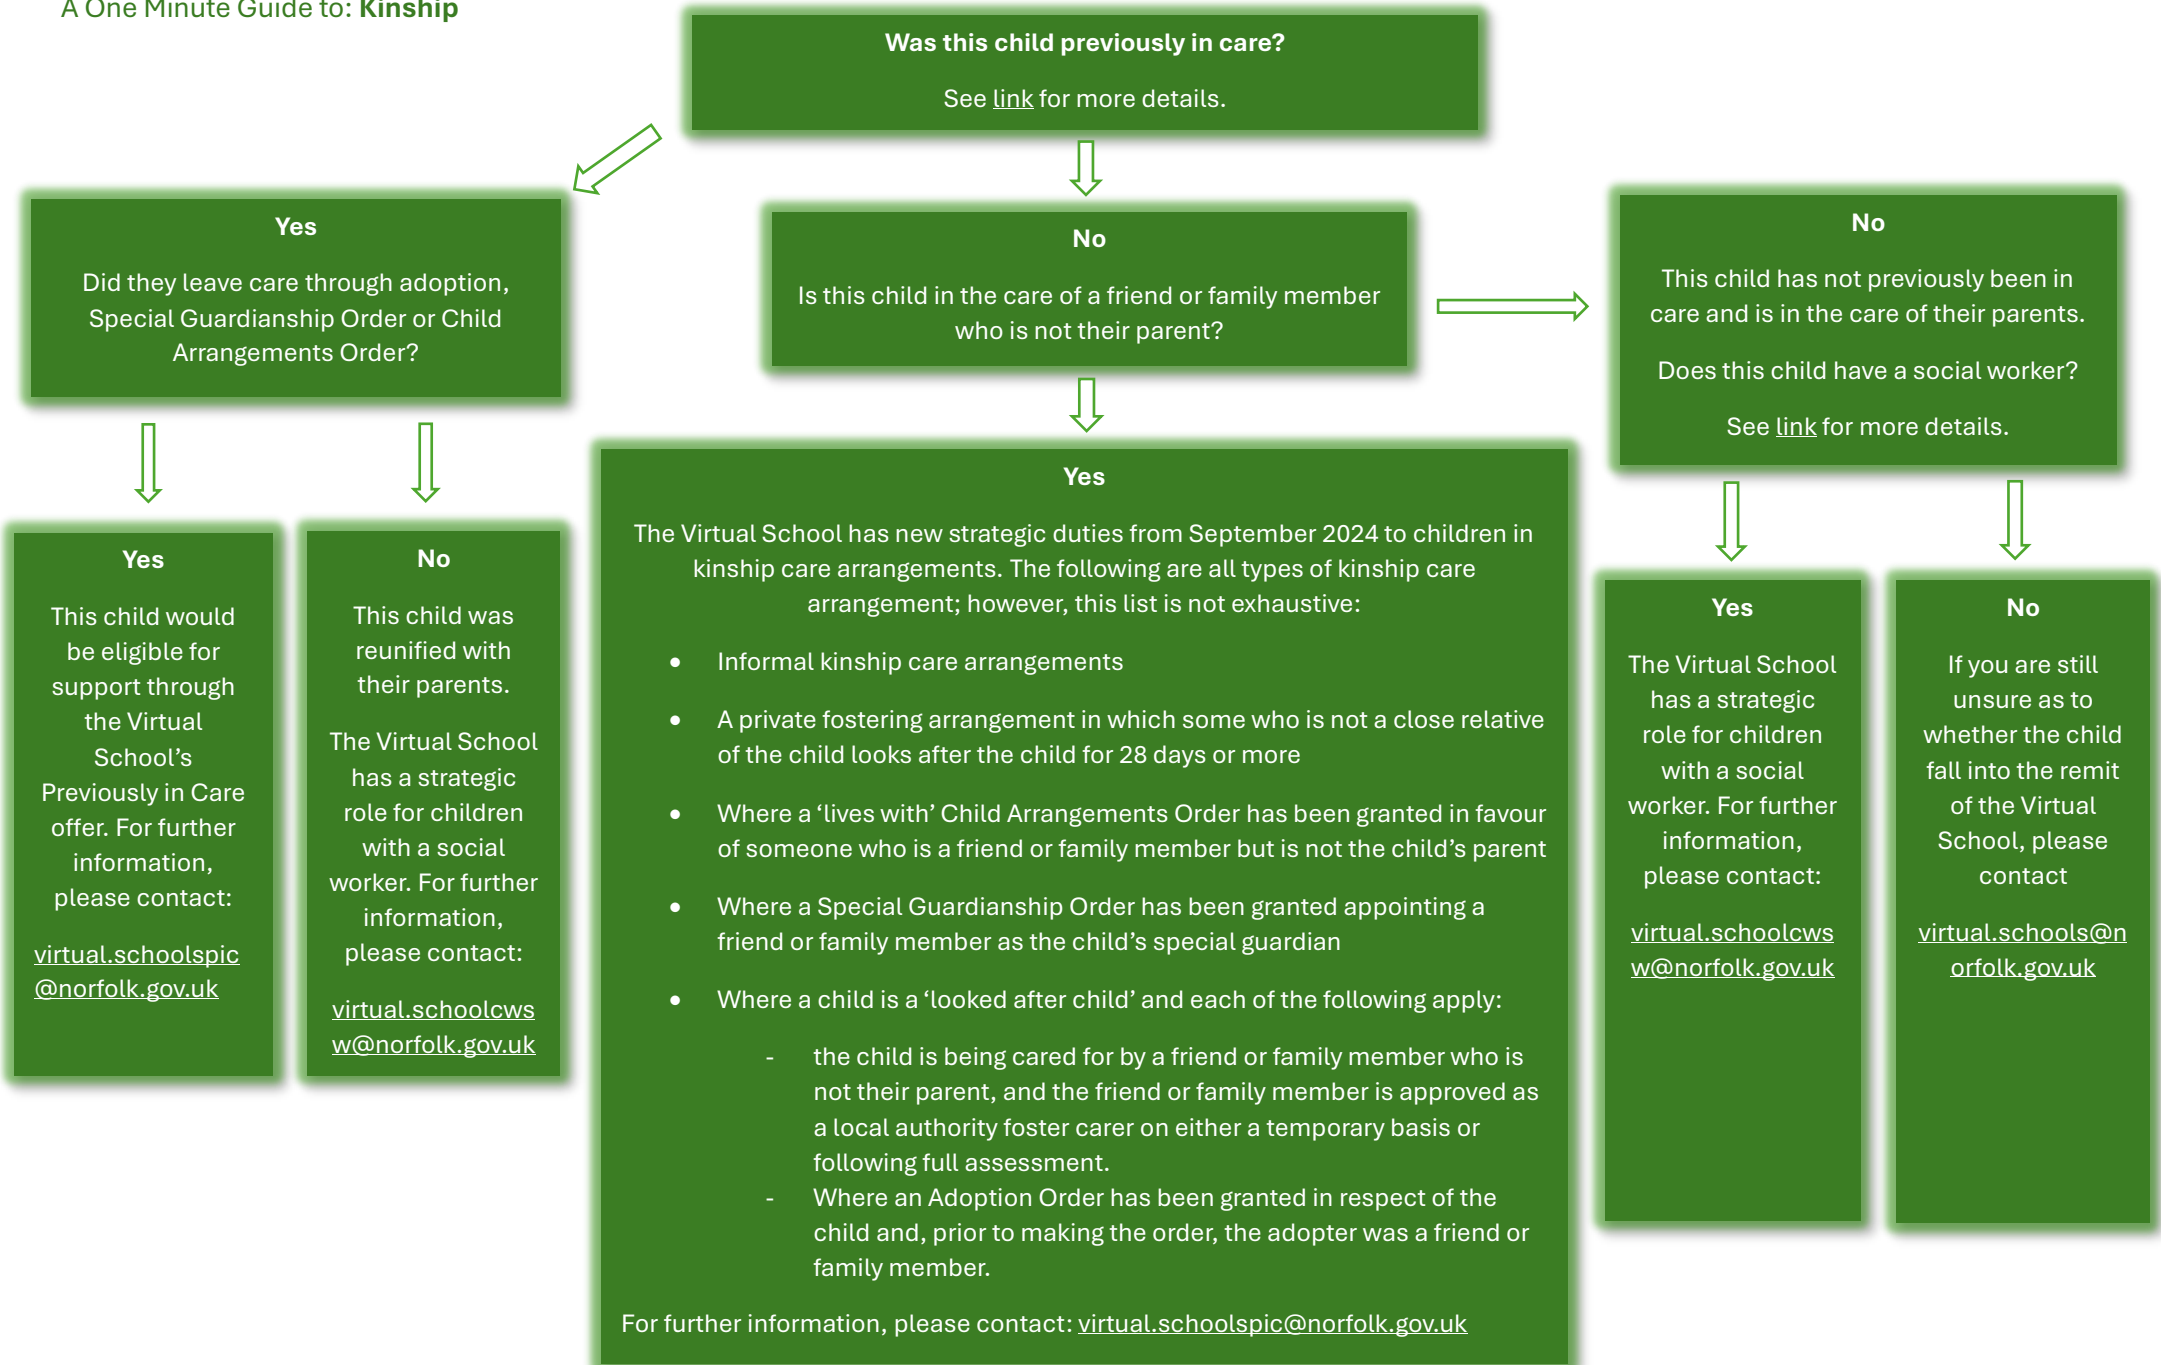 A One Minute Guide to: Kinship
Was this child previously in care?
See link for more details.
Yes
Did they leave care through adoption,
Special Guardianship Order or Child
Arrangements Order?
No
Is this child in the care of a friend or family member
who is not their parent?
No
This child has not previously been in
care and is in the care of their parents.
Does this child have a social worker?
See link for more details.
Yes
This child would
be eligible for
support through
the Virtual
School’s
Previously in Care
offer. For further
information,
please contact:
virtual.schoolspic
@norfolk.gov.uk
No
This child was
reunified with
their parents.
The Virtual School
has a strategic
role for children
with a social
worker. For further
information,
please contact:
virtual.schoolcws
w@norfolk.gov.uk
Yes
The Virtual School has new strategic duties from September 2024 to children in
kinship care arrangements. The following are all types of kinship care
arrangement; however, this list is not exhaustive:
• Informal kinship care arrangements
• A private fostering arrangement in which some who is not a close relative
of the child looks after the child for 28 days or more
• Where a ‘lives with’ Child Arrangements Order has been granted in favour
of someone who is a friend or family member but is not the child’s parent
• Where a Special Guardianship Order has been granted appointing a
friend or family member as the child’s special guardian
• Where a child is a ‘looked after child’ and each of the following apply:
- the child is being cared for by a friend or family member who is
not their parent, and the friend or family member is approved as
a local authority foster carer on either a temporary basis or
following full assessment.
- Where an Adoption Order has been granted in respect of the
child and, prior to making the order, the adopter was a friend or
family member.
For further information, please contact: virtual.schoolspic@norfolk.gov.uk
Yes
The Virtual School
has a strategic
role for children
with a social
worker. For further
information,
please contact:
virtual.schoolcws
w@norfolk.gov.uk
No
If you are still
unsure as to
whether the child
fall into the remit
of the Virtual
School, please
contact
virtual.schools@n
orfolk.gov.uk